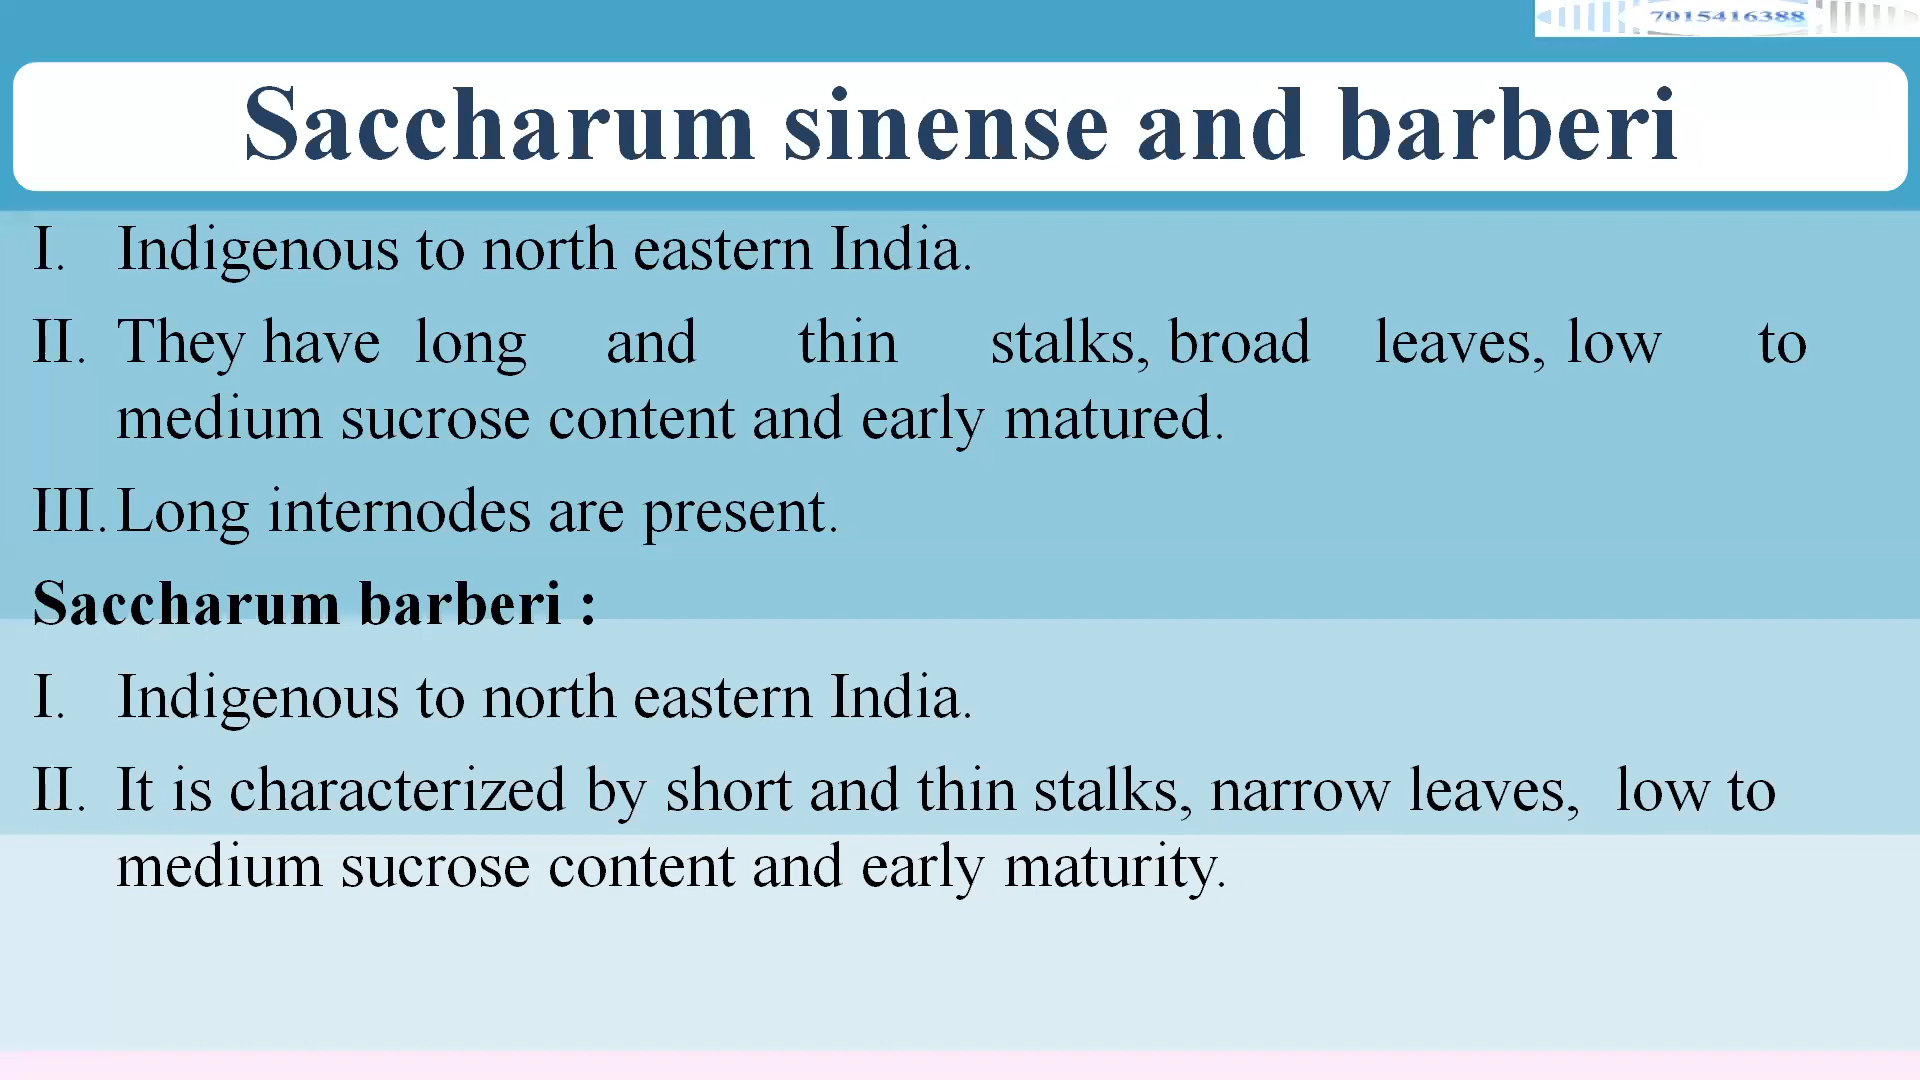 7015416388
Saccharum sinense and barberi
I. Indigenous to north eastern India.
II. They have long and thin stalks, broad leaves, low to
medium sucrose content and early matured.
III. Long internodes are present.
Saccharum barberi :
I. Indigenous to north eastern India.
II. It is characterized by short and thin stalks, narrow leaves, low to
medium sucrose content and early maturity.